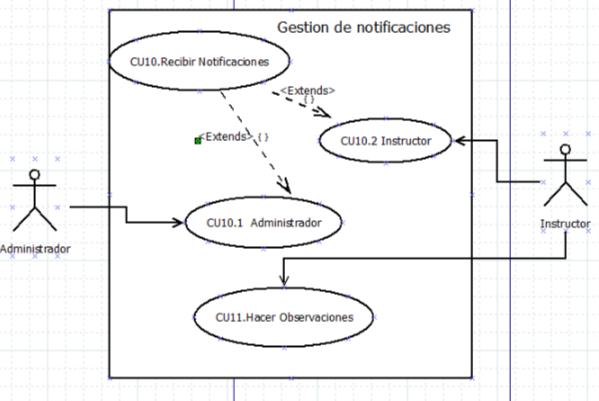 Gestion de notificaciones
CU10.Recibir Notificaciones
<Extends>
{ }
<Extends> { }
CU10.2 Instructor
CU10.1 Administrador
Administrador
Instructor
CU11.Hacer Observaciones